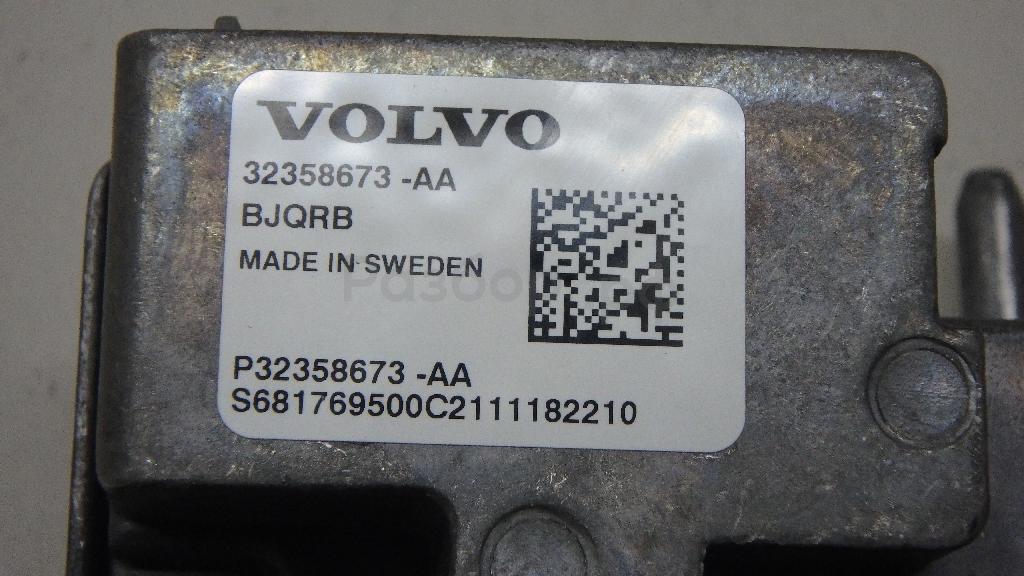 VOLVO
32358673 -AA
BJQRB
MADE IN SWEDEN
P32358673 -AA
S681769500C2111182210